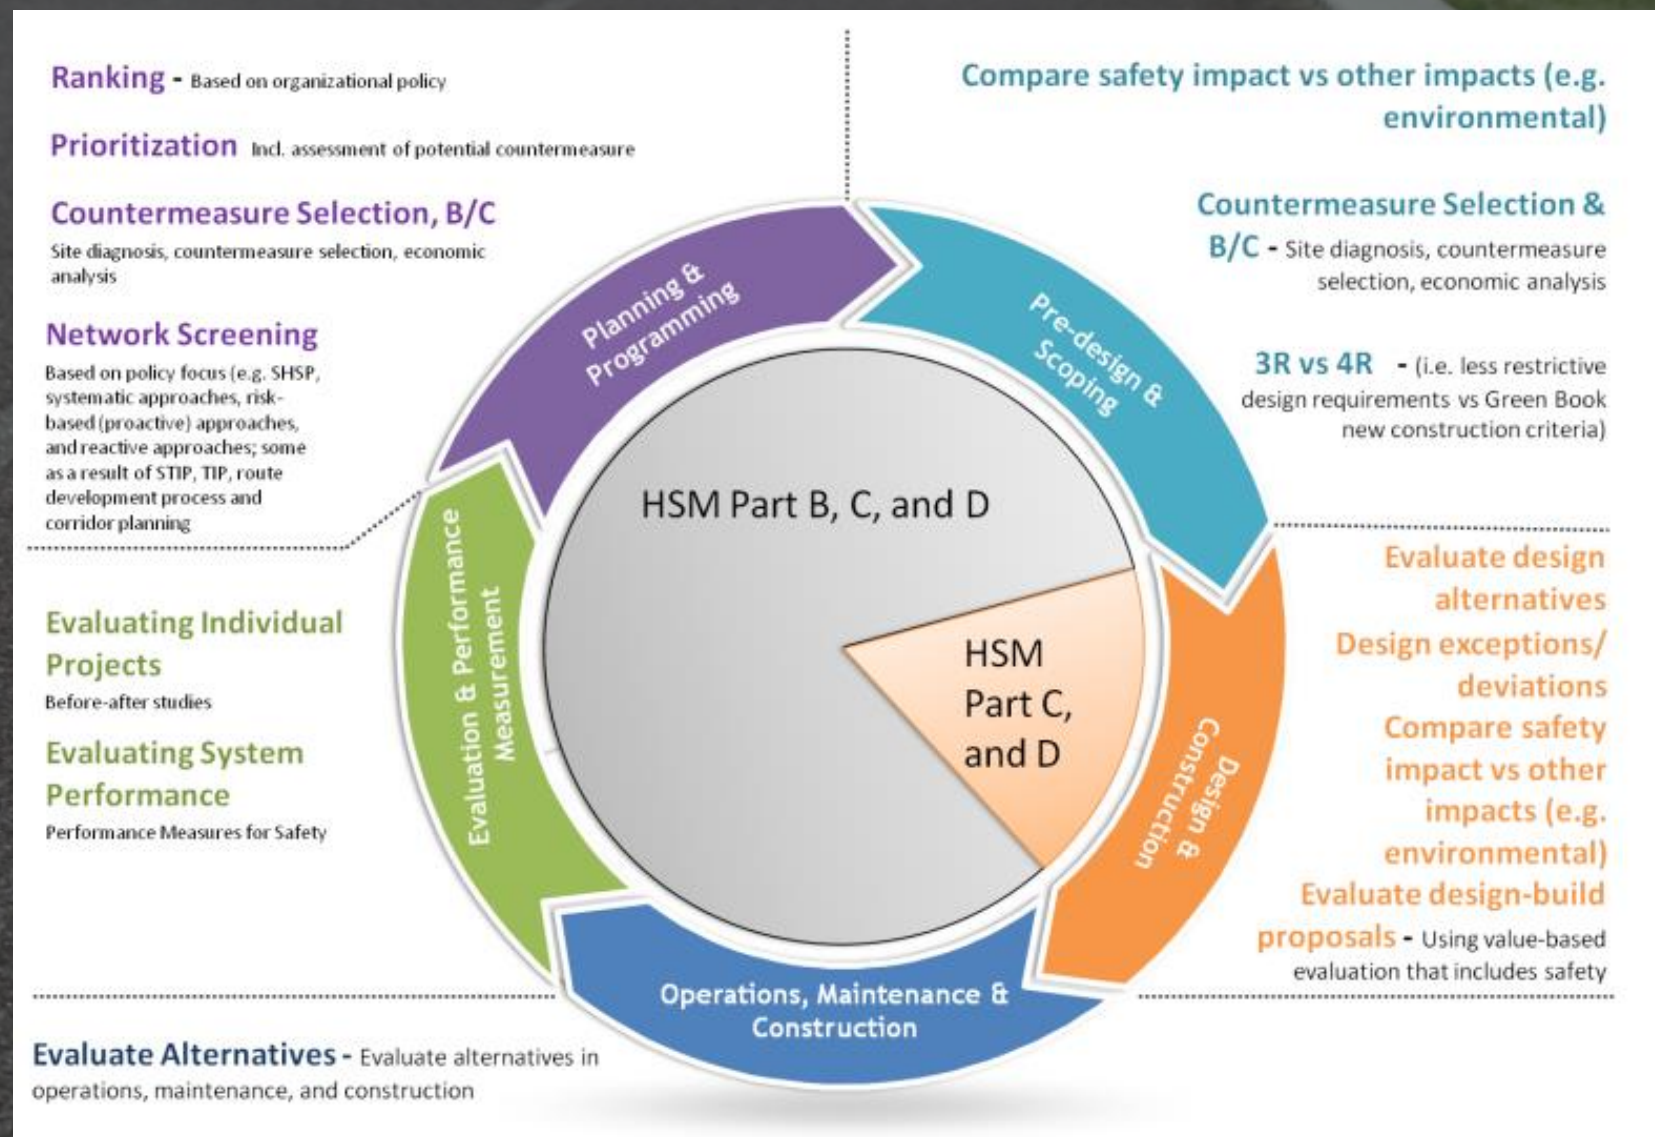 Ranking - Based on organizational policy
Prioritization Incl. assessment of potential countermeasure
Countermeasure Selection, B/C
Site diagnosis, countermeasure selection, economic
analysis
Network Screening
Based on policy focus (e.g. SHSP,
systematic approaches, risk-
based (proactive) approaches,
and reactive approaches; some
as a result of STIP, TIP, route
development process and
corridor planning
Evaluating Individual
Projects
Before-after studies
Evaluating System
Performance
Performance Measures for Safety
Evaluate Alternatives - Evaluate alternatives in
operations, maintenance, and construction
Planning &
Programming
Pre-design &
Scoping
Design &
Construction
Operations, Maintenance &
Construction
Evaluation & Performance
Measurement
HSM Part B, C, and D
HSM
Part C,
and D
Compare safety impact vs other impacts (e.g.
environmental)
Countermeasure Selection &
B/C - Site diagnosis, countermeasure
selection, economic analysis
3R vs 4R - (i.e. less restrictive
design requirements vs Green Book
new construction criteria)
Evaluate design
alternatives
Design exceptions/
deviations
Compare safety
impact vs other
impacts (e.g.
environmental)
Evaluate design-build
proposals - Using value-based
evaluation that includes safety